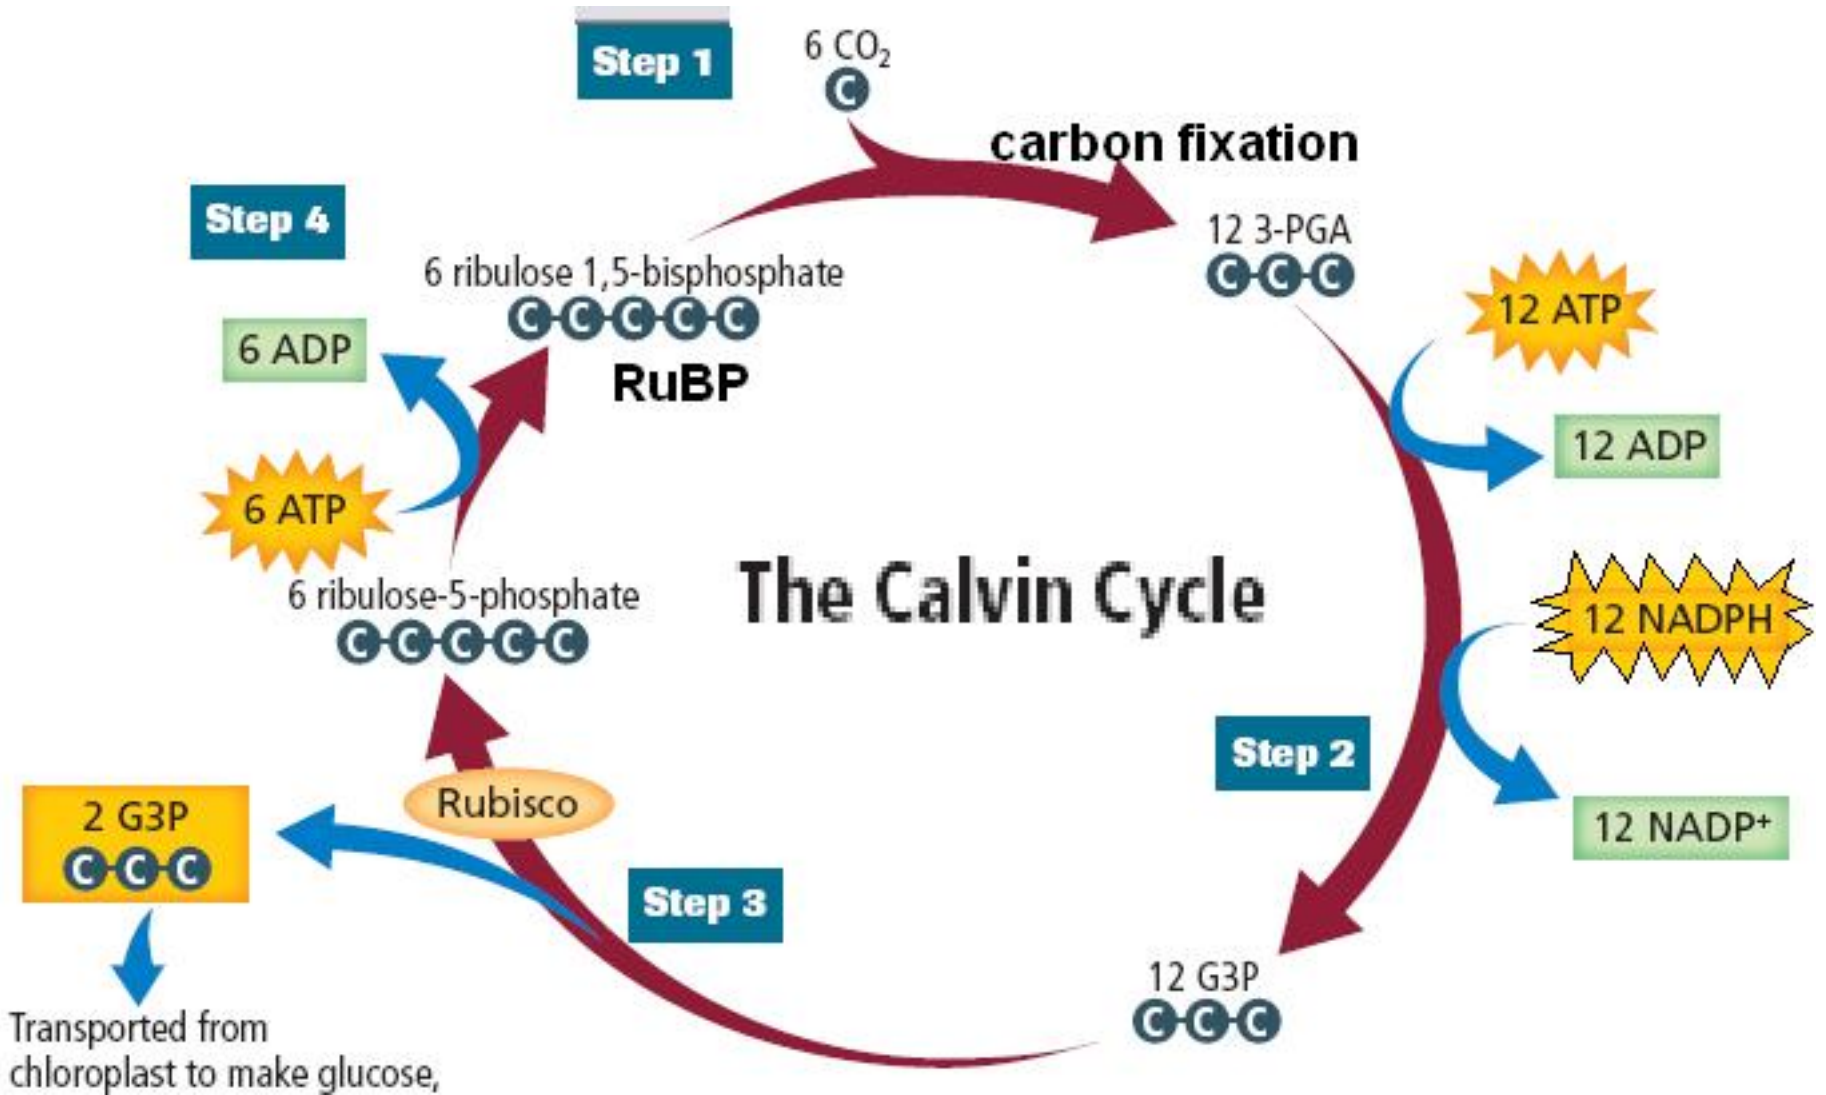 Step 1
6 CO₂
C
carbon fixation
Step 4
12 3-PGA
C-C-C
6 ribulose 1,5-bisphosphate
C-C-C-C-C
RuBP
12 ATP
12 ADP
6 ADP
6 ATP
The Calvin Cycle
12 NADPH
12 NADP⁺
6 ribulose-5-phosphate
C-C-C-C-C
Step 2
Rubisco
2 G3P
C-C-C
Step 3
12 G3P
C-C-C
Transported from
chloroplast to make glucose,